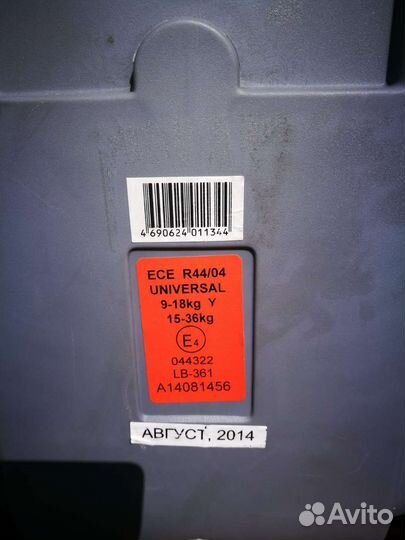 4 690624 011344
ECE R44/04
UNIVERSAL
9-18kg Y
15-36kg
E4
044322
LB-361
A14081456
АВГУСТ, 2014
Avito